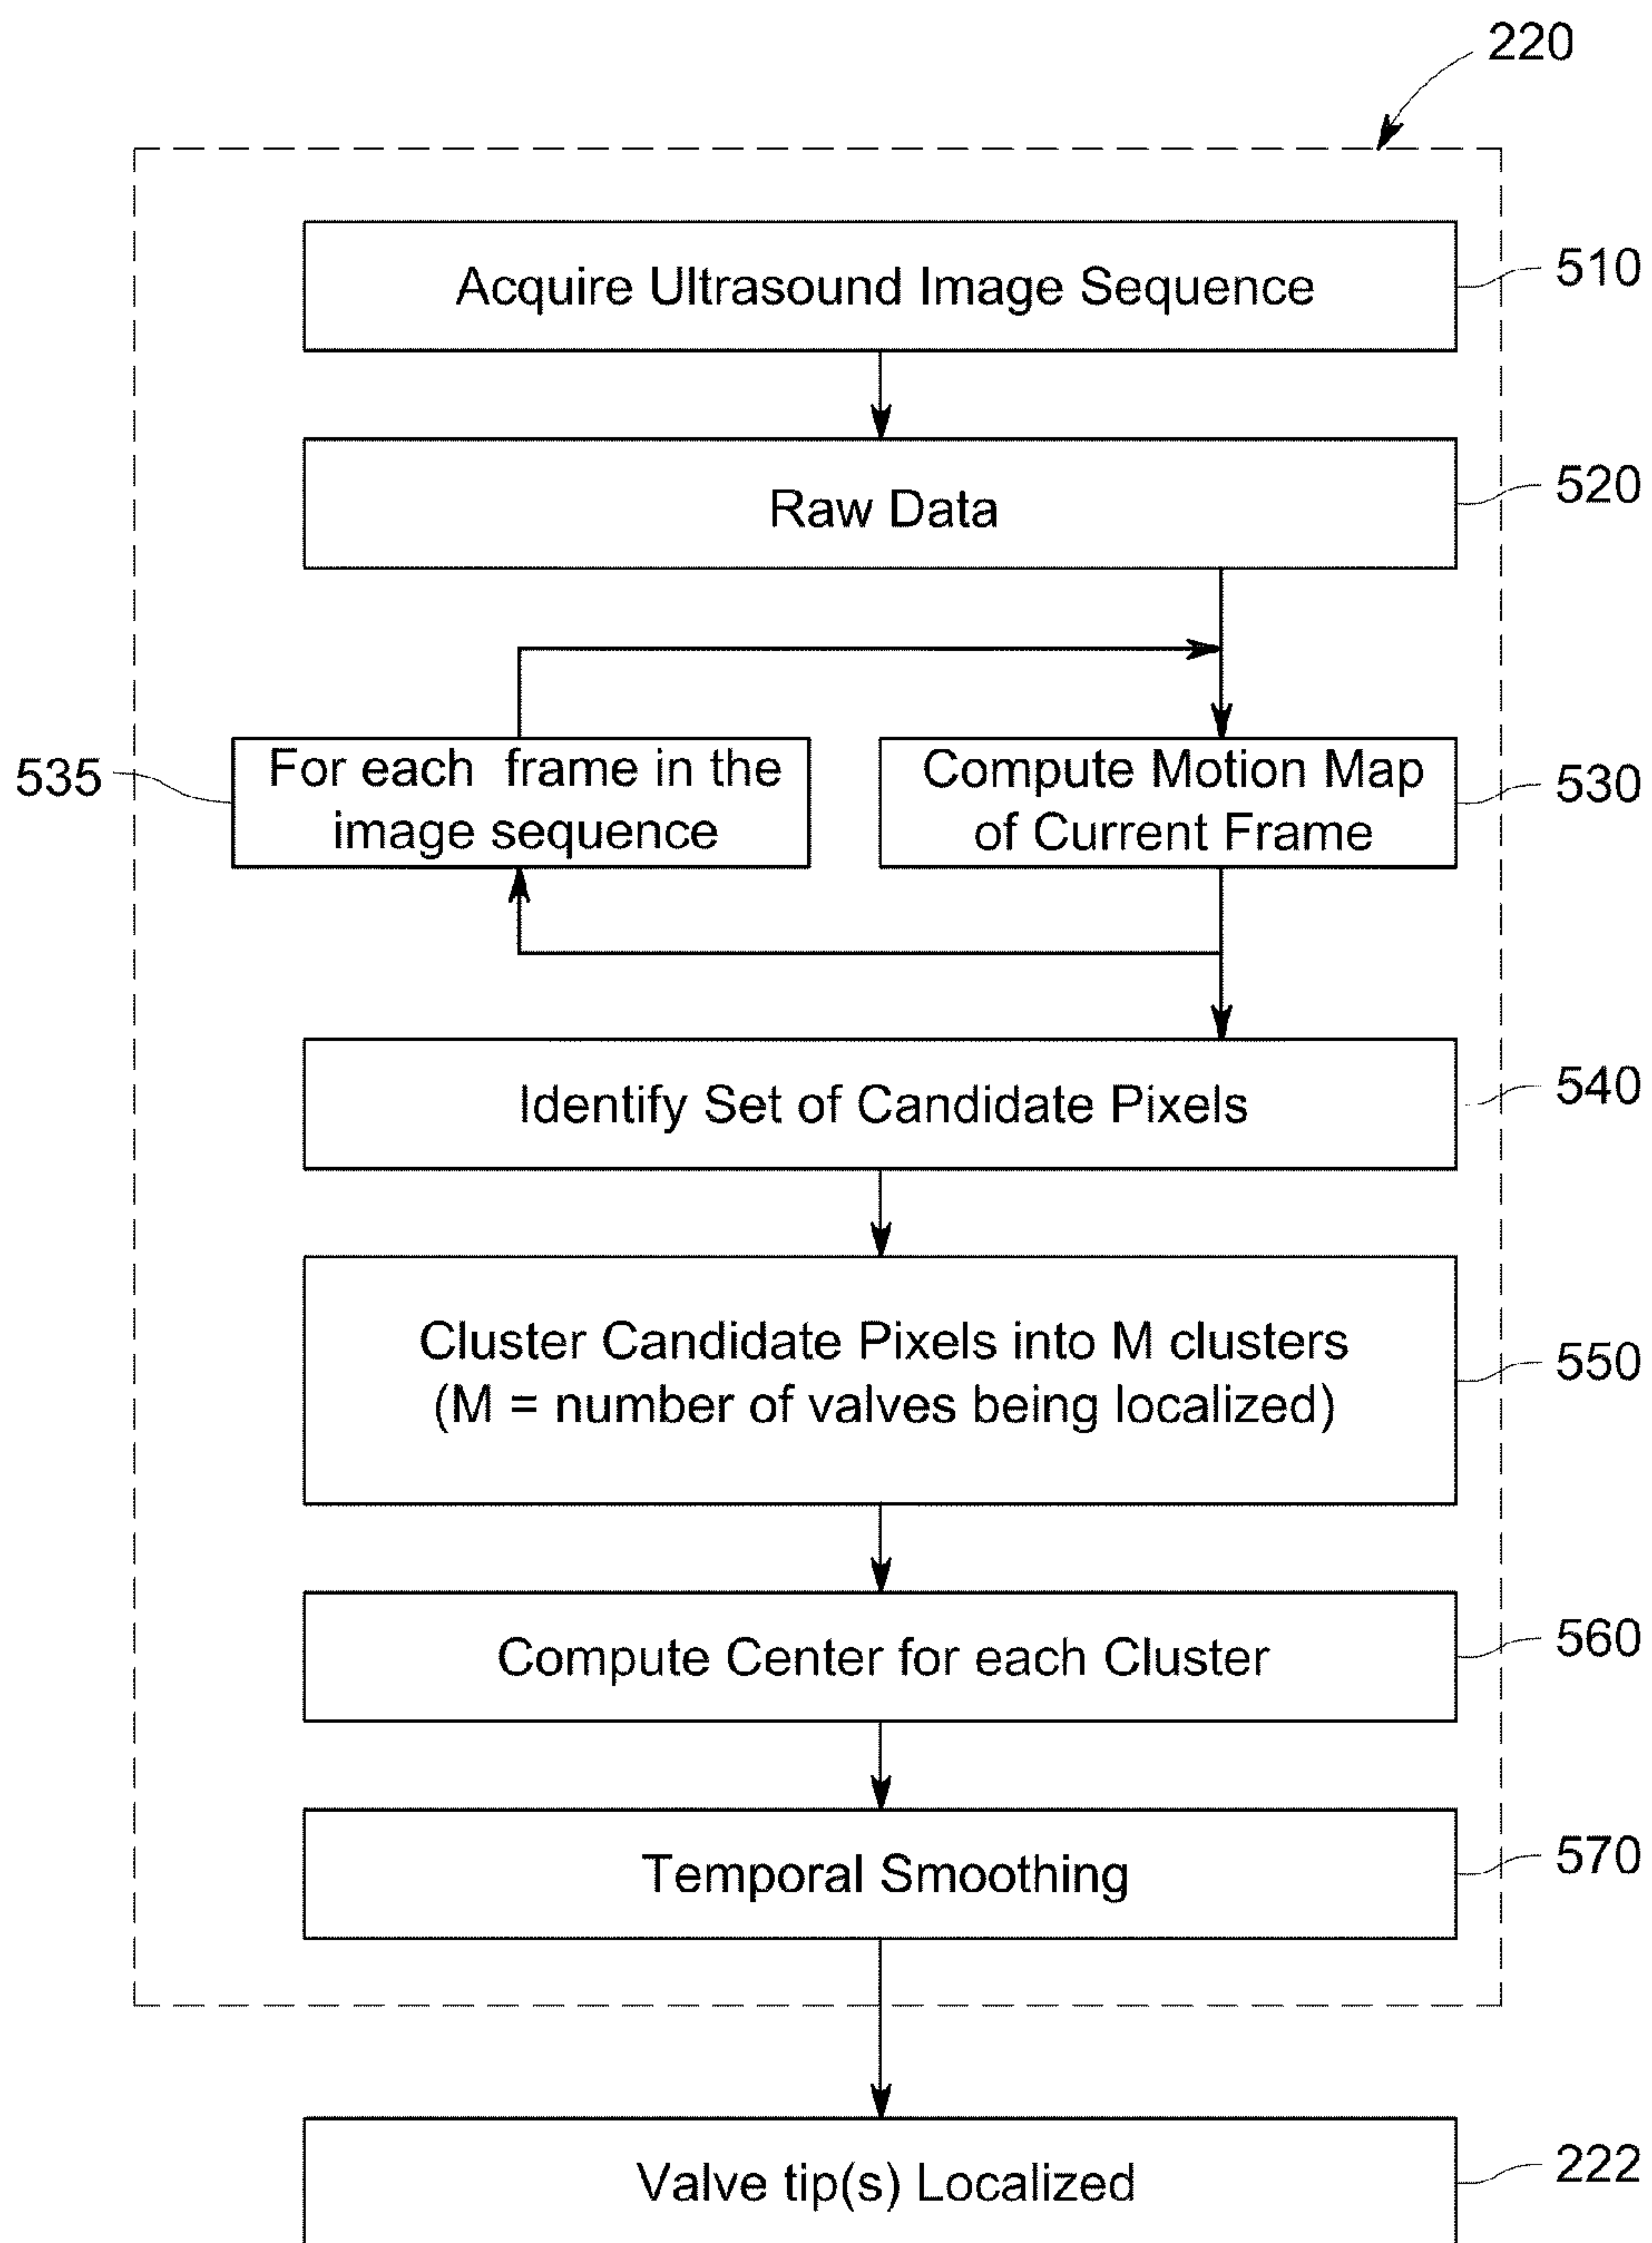 220
Acquire Ultrasound Image Sequence
510
Raw Data
520
535
For each frame in the
image sequence
Compute Motion Map
of Current Frame
530
Identify Set of Candidate Pixels
540
Cluster Candidate Pixels into M clusters
(M = number of valves being localized)
550
Compute Center for each Cluster
560
Temporal Smoothing
570
Valve tip(s) Localized
222